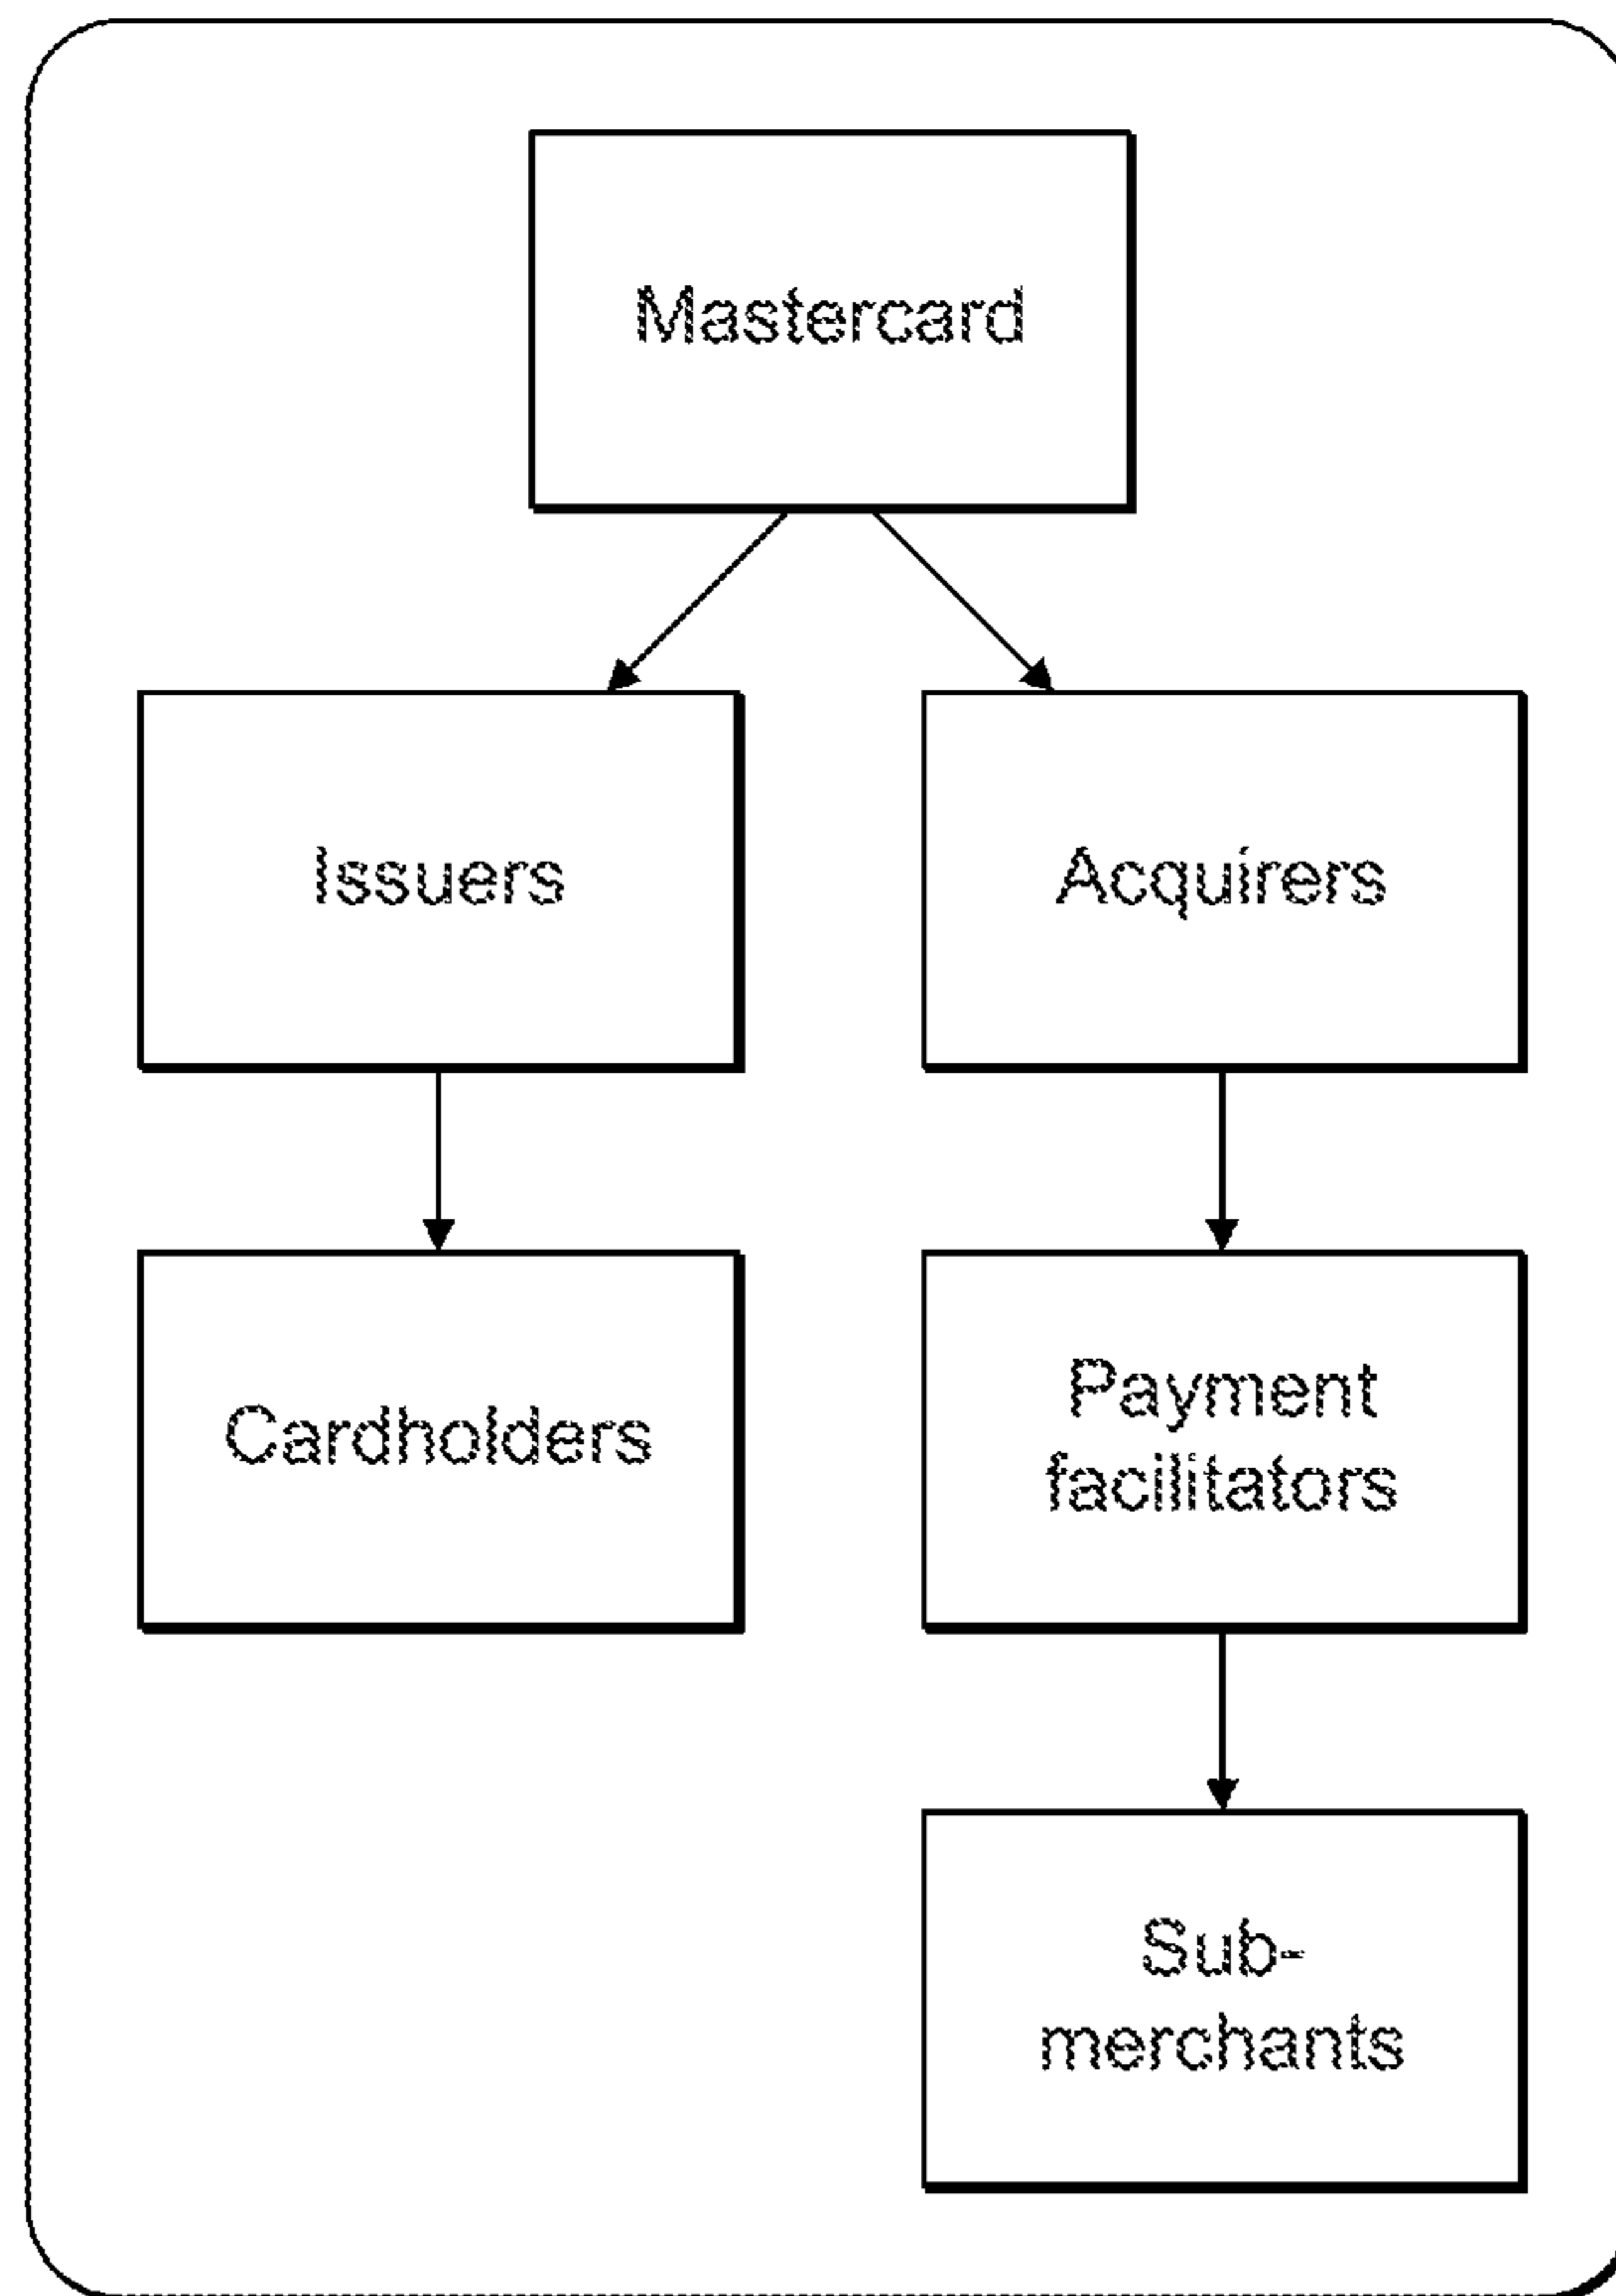 Mastercard
Issuers
Acquirers
Cardholders
Payment
facilitators
Sub-
merchants